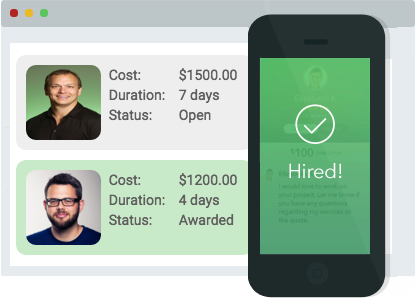 Cost: $1500.00
Duration: 7 days
Status: Open
Cost: $1200.00
Duration: 4 days
Status: Awarded
$100
Hired!
I would love to work on
your project. Let me know if
you have any questions
regarding my services or
the quote.